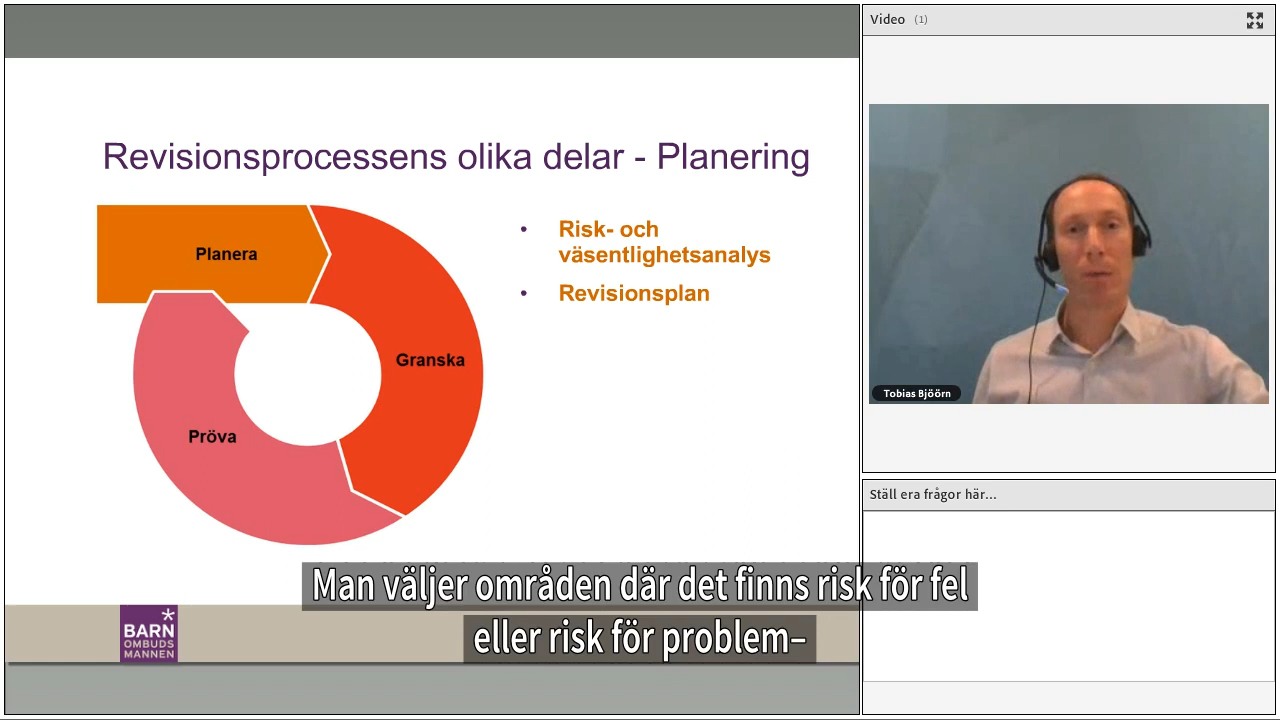 Revisionsprocessens olika delar - Planering
Planera
Granska
Pröva
• Risk- och
väsentlighetsanalys
• Revisionsplan
BARN*
OMBUDS
MANNEN
Video (1)
Tobias Bjöörn
Ställ era frågor här...
Man väljer områden där det finns risk för fel
eller risk för problem–